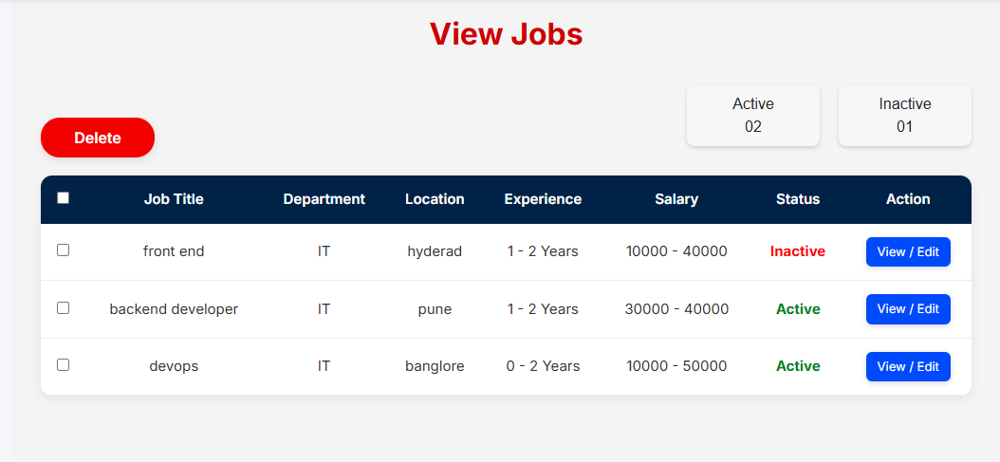 View Jobs
Active
02
Inactive
01
Delete
Job Title Department Location Experience Salary Status Action
front end IT hyderad 1 - 2 Years 10000 - 40000 Inactive View / Edit
backend developer IT pune 1 - 2 Years 30000 - 40000 Active View / Edit
devops IT banglore 0 - 2 Years 10000 - 50000 Active View / Edit